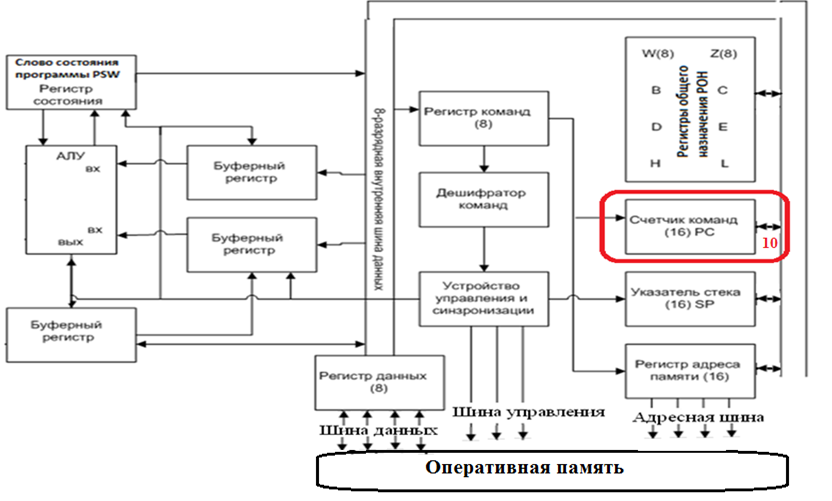 Слово состояния
программы PSW
Регистр
состояния
АЛУ
вх
вх
вых
Буферный
регистр
Буферный
регистр
Буферный
регистр
8-разрядная внутренняя шина данных
Регистр команд
(8)
Дешифратор
команд
Устройство
управления и
синхронизации
Регистр данных
(8)
W(8) Z(8)
B C
D E
H L
Регистры общего
назначения РОН
Счетчик команд
(16) PC
10
Указатель стека
(16) SP
Регистр адреса
памяти (16)
Шина данных
Шина управления
Адресная шина
Оперативная память